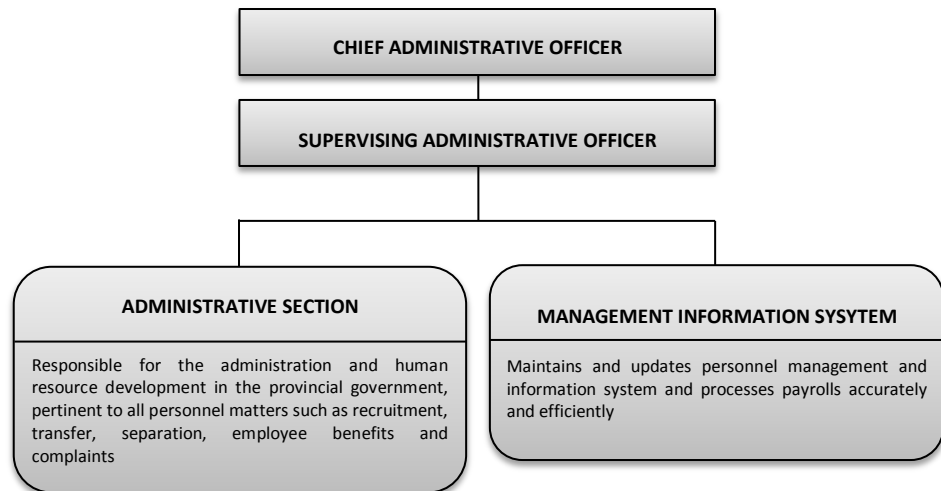 CHIEF ADMINISTRATIVE OFFICER
SUPERVISING ADMINISTRATIVE OFFICER
ADMINISTRATIVE SECTION
Responsible for the administration and human
resource development in the provincial government,
pertinent to all personnel matters such as recruitment,
transfer, separation, employee benefits and
complaints
MANAGEMENT INFORMATION SYSYTEM
Maintains and updates personnel management and
information system and processes payrolls accurately
and efficiently